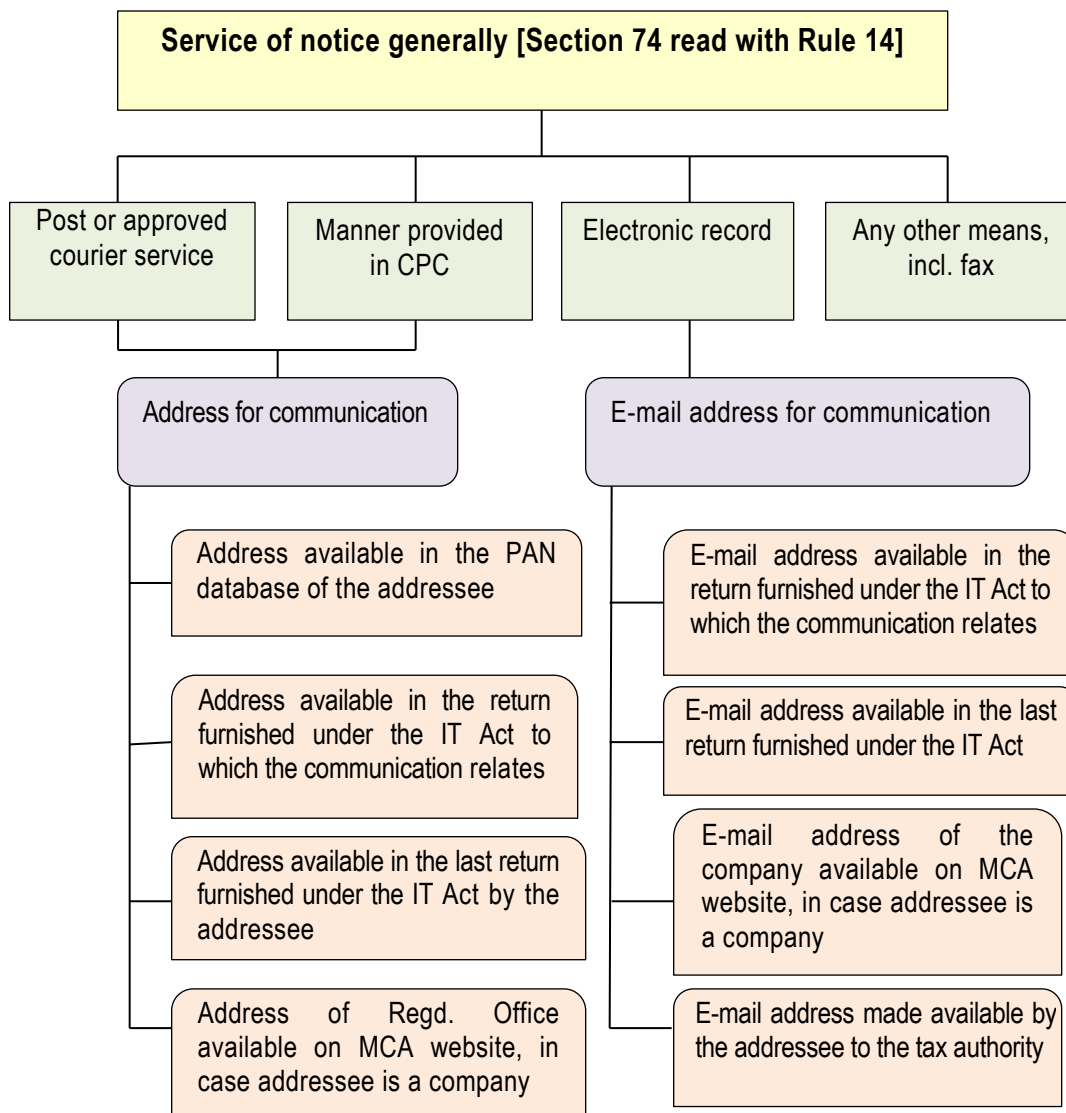 Service of notice generally [Section 74 read with Rule 14]
Post or approved
courier service
Manner provided
in CPC
Electronic record
Any other means,
incl. fax
Address for communication
E-mail address for communication
Address available in the PAN
database of the addressee
Address available in the return
furnished under the IT Act to
which the communication relates
Address available in the last return
furnished under the IT Act by the
addressee
Address of Regd. Office
available on MCA website, in
case addressee is a company
E-mail address available in the
return furnished under the IT Act to
which the communication relates
E-mail address available in the last
return furnished under the IT Act
E-mail address of the
company available on MCA
website, in case addressee is
a company
E-mail address made available by
the addressee to the tax authority